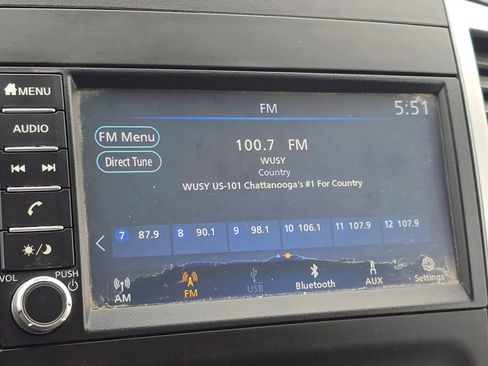 MENU
FM
5:51
AUDIO
FM Menu
100.7 FM
WUSY
Direct Tune
Country
WUSY US-101 Chattanooga's #1 For Country
7 87.9
8 90.1
9 98.1
10 106.1
11 107.9
12 107.9
VOL
PUSH
AM
FM
USB
Bluetooth
AUX
Settings